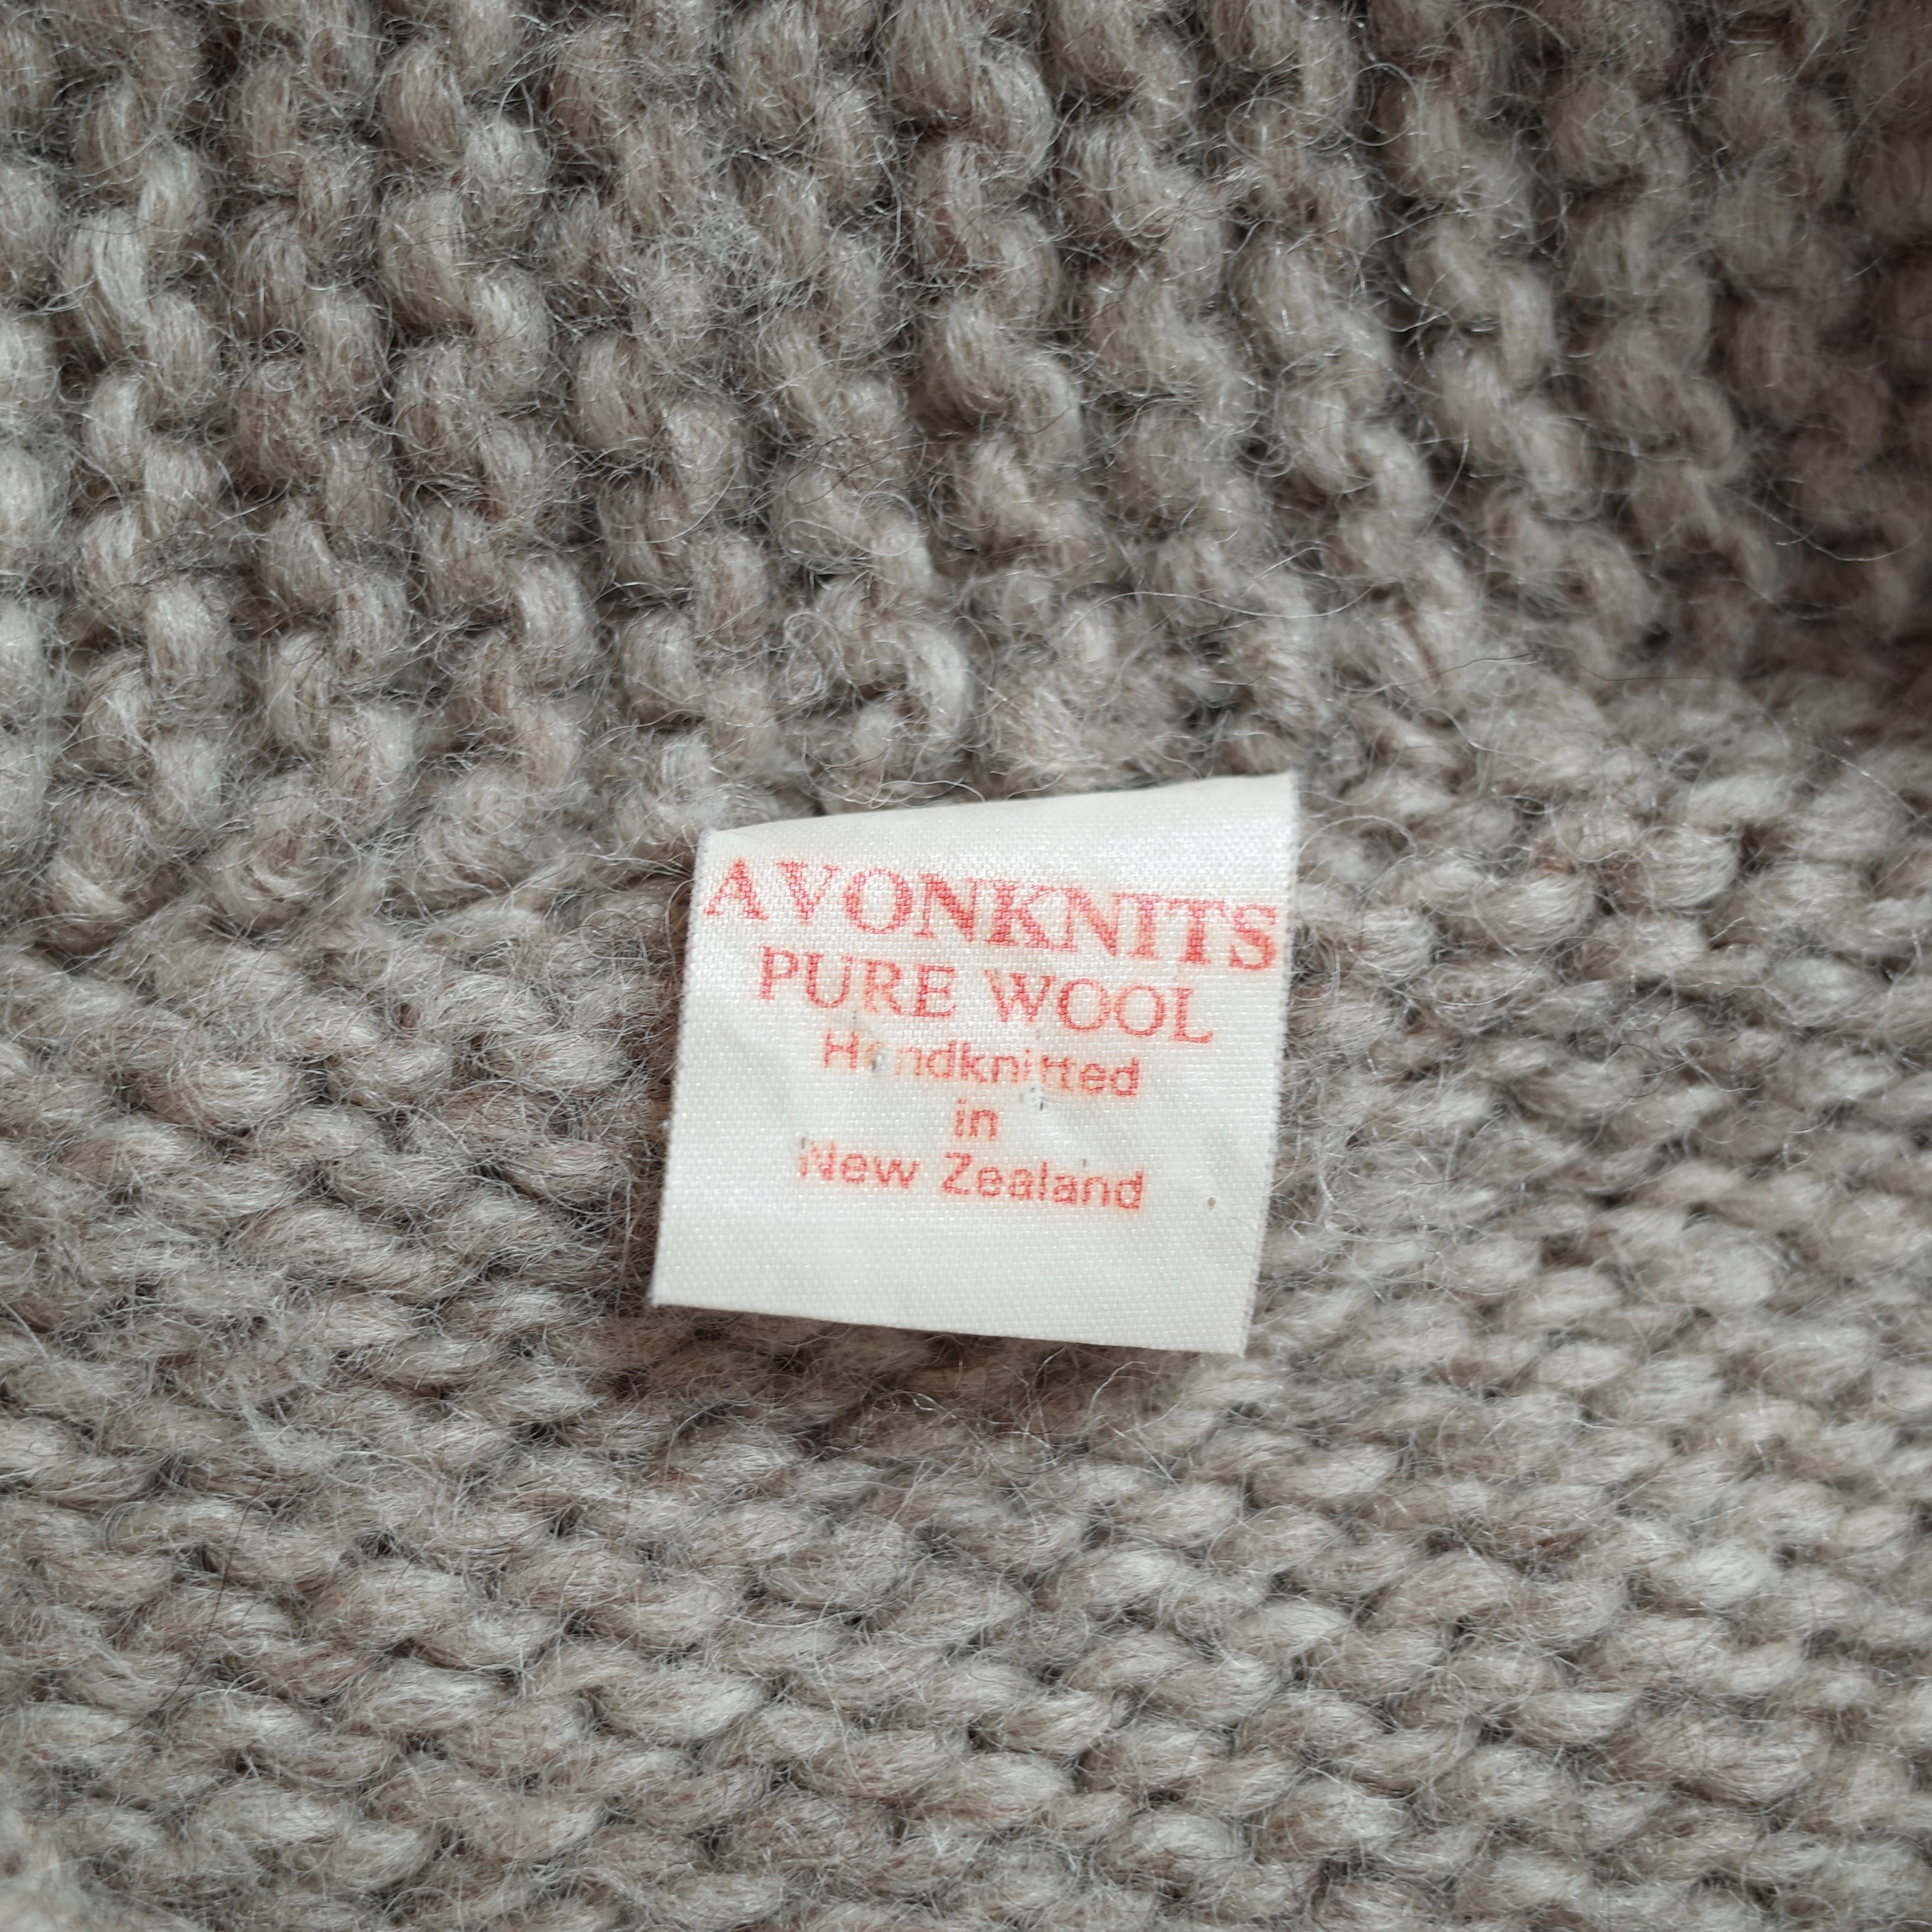 AVONKNITS
PURE WOOL
Handknitted
in
New Zealand